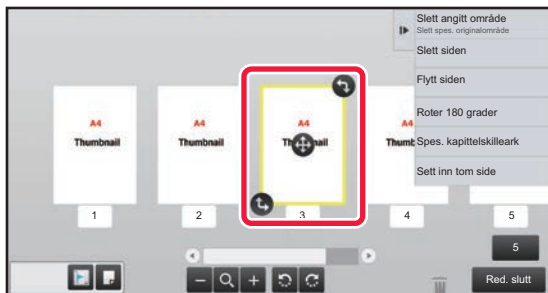 Slett angitt område
Slett spes. originalområde
Slett siden
Flytt siden
Roter 180 grader
Spes. kapittelskilleark
Sett inn tom side
A4
Thumbnail
A4
Thumbnail
A4
A4
1
2
3
4
5
5
Red. slutt